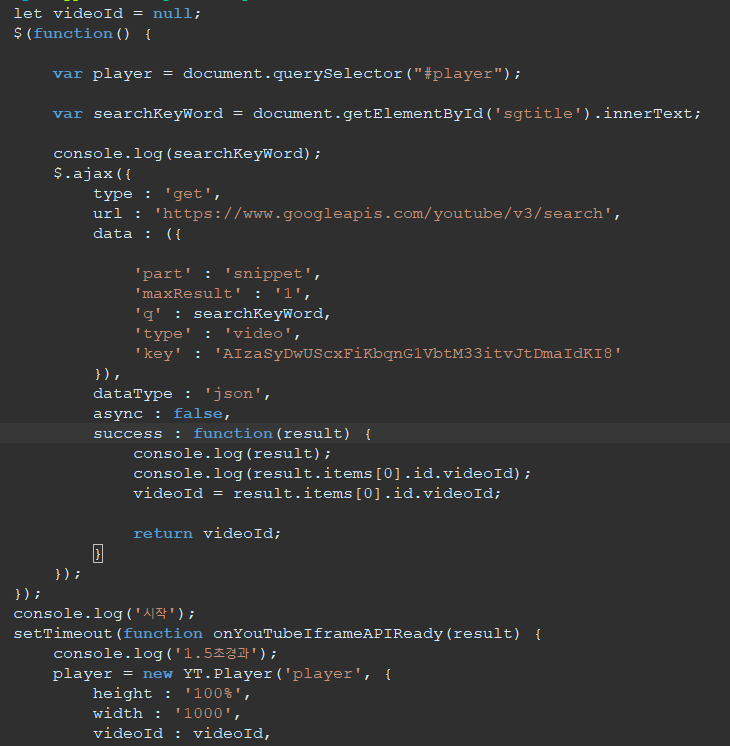 let videoId = null;
$(function() {
var player = document.querySelector("#player");
var searchKeyWord = document.getElementById('sgtitle').innerText;
console.log(searchKeyWord);
$.ajax({
type : 'get',
url : 'https://www.googleapis.com/youtube/v3/search',
data : ({
'part' : 'snippet',
'maxResult' : '1',
'q' : searchKeyWord,
'type' : 'video',
'key' : 'AIzaSyDwUScxFiKbqnG1VbtM33itvJtDmaIdKI8'
}),
dataType : 'json',
async : false,
success : function(result) {
console.log(result);
console.log(result.items[0].id.videoId);
videoId = result.items[0].id.videoId;
return videoId;
}
});
});
console.log('시작');
setTimeout(function onYouTubeIframeAPIReady(result) {
console.log('1.5초경과');
player = new YT.Player('player', {
height : '100%',
width : '1000',
videoId : videoId,